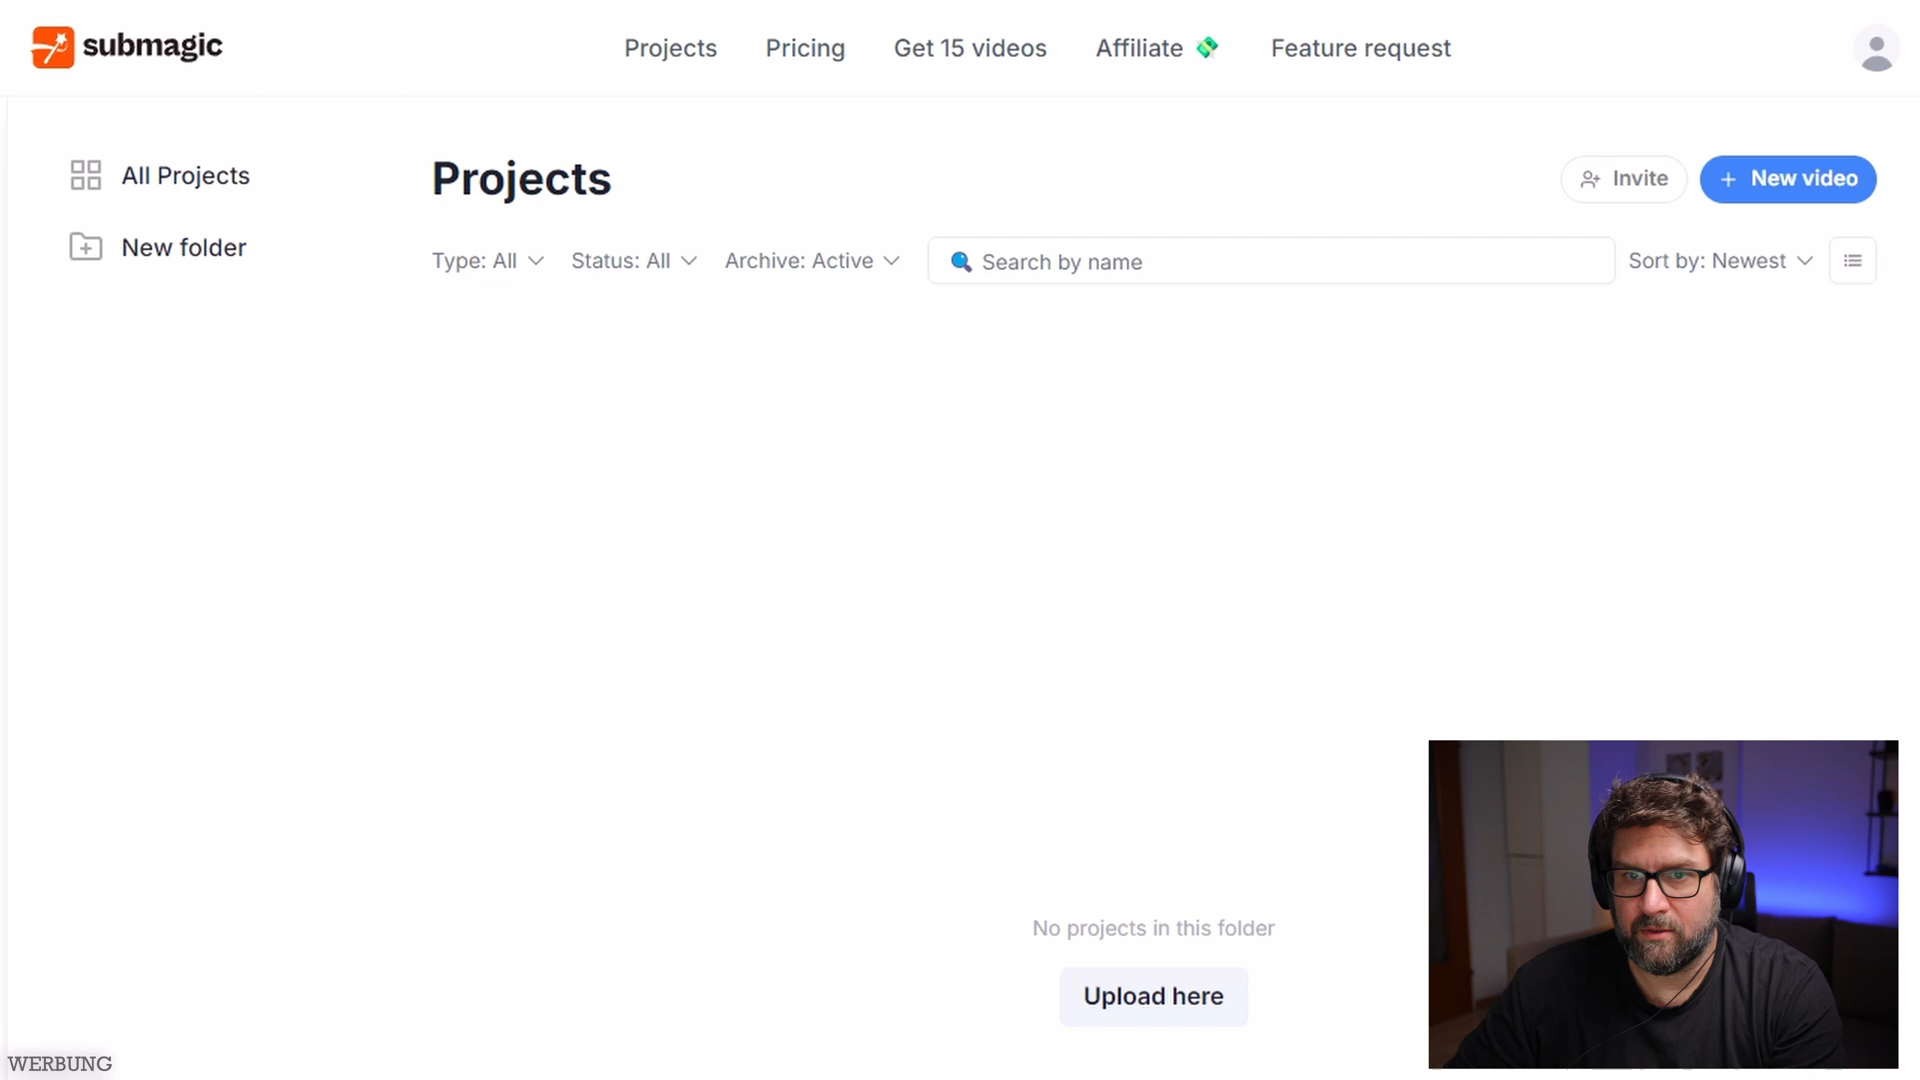 submagic
Projects
Pricing
Get 15 videos
Affiliate
Feature request
All Projects
New folder
Projects
Invite
New video
Type: All
Status: All
Archive: Active
Search by name
Sort by: Newest
No projects in this folder
Upload here
WERBUNG